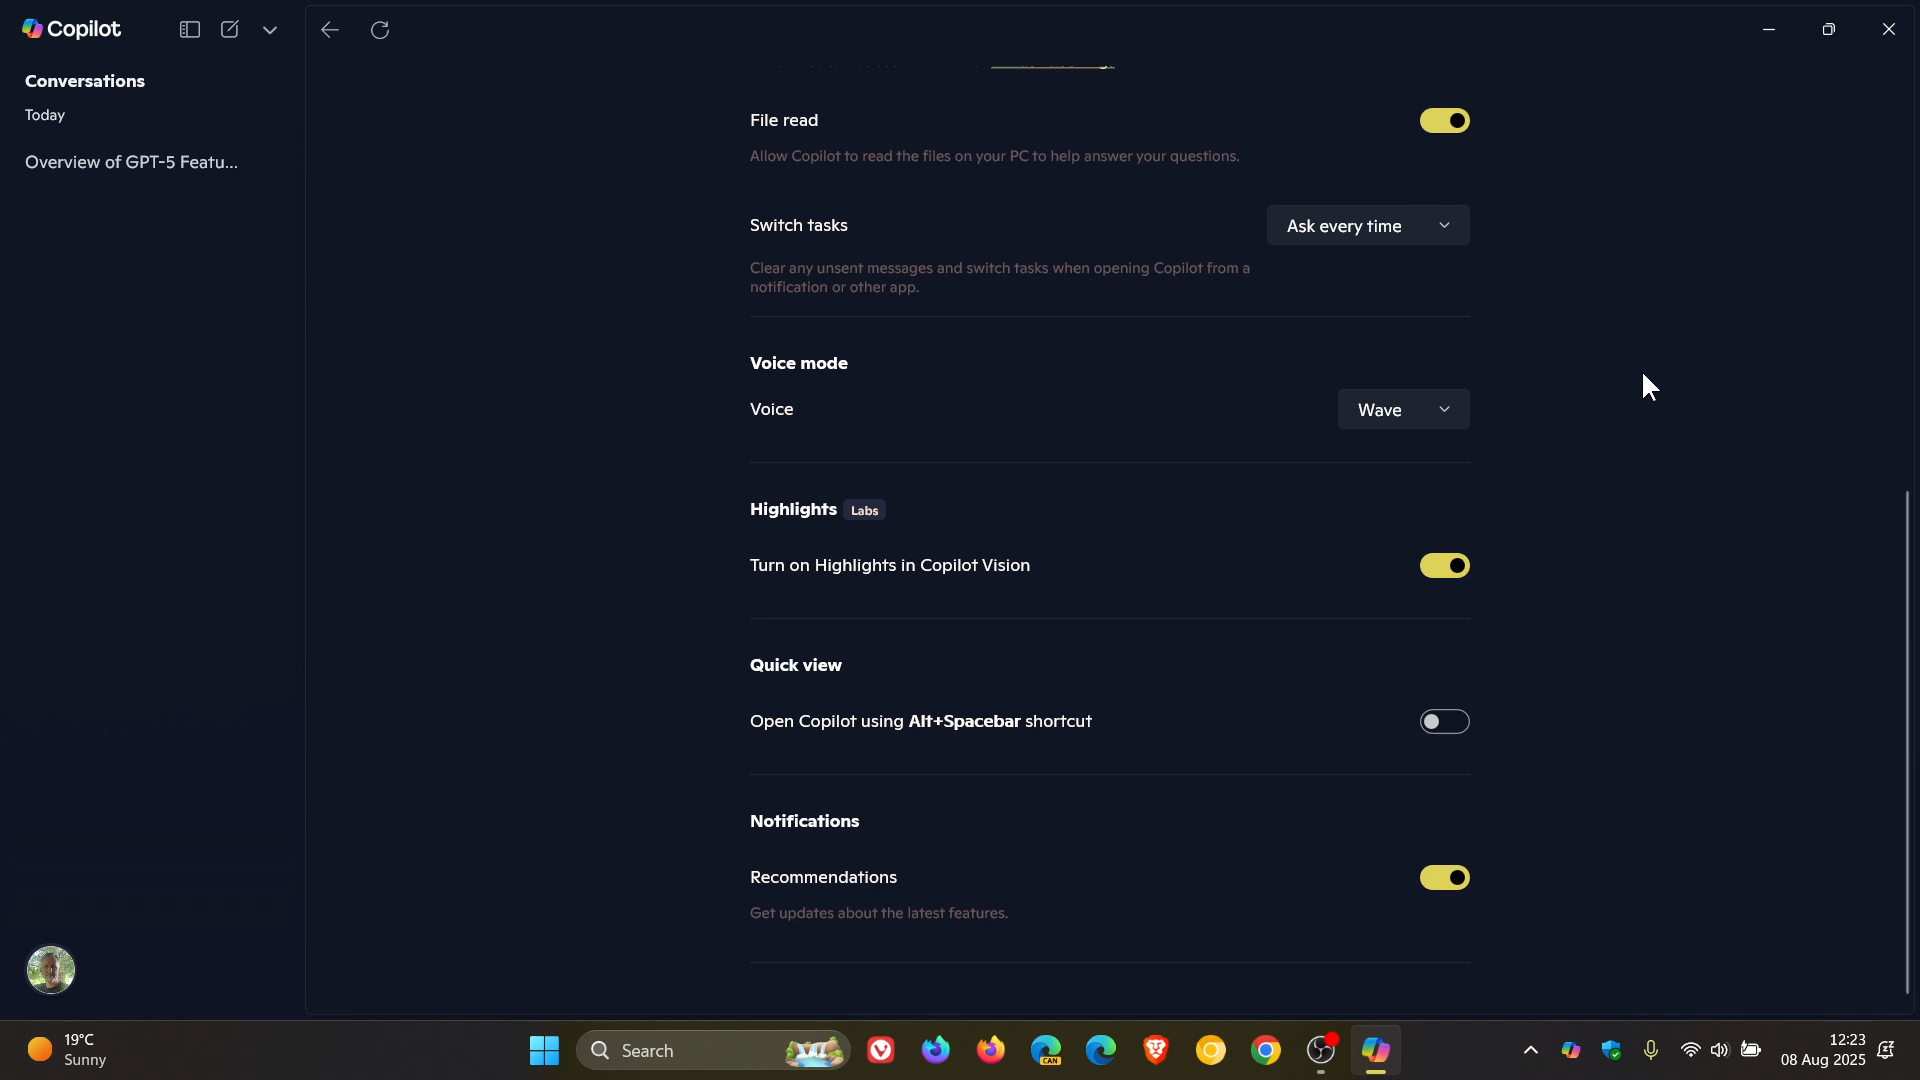 Copilot
Conversations
Today
Overview of GPT-5 Featu...
File read
Allow Copilot to read the files on your PC to help answer your questions.
Switch tasks
Ask every time
Clear any unsent messages and switch tasks when opening Copilot from a
notification or other app.
Voice mode
Voice
Wave
Highlights Labs
Turn on Highlights in Copilot Vision
Quick view
Open Copilot using Alt+Spacebar shortcut
Notifications
Recommendations
Get updates about the latest features.
19°C
Sunny
Search
CAN
12:23
08 Aug 2025